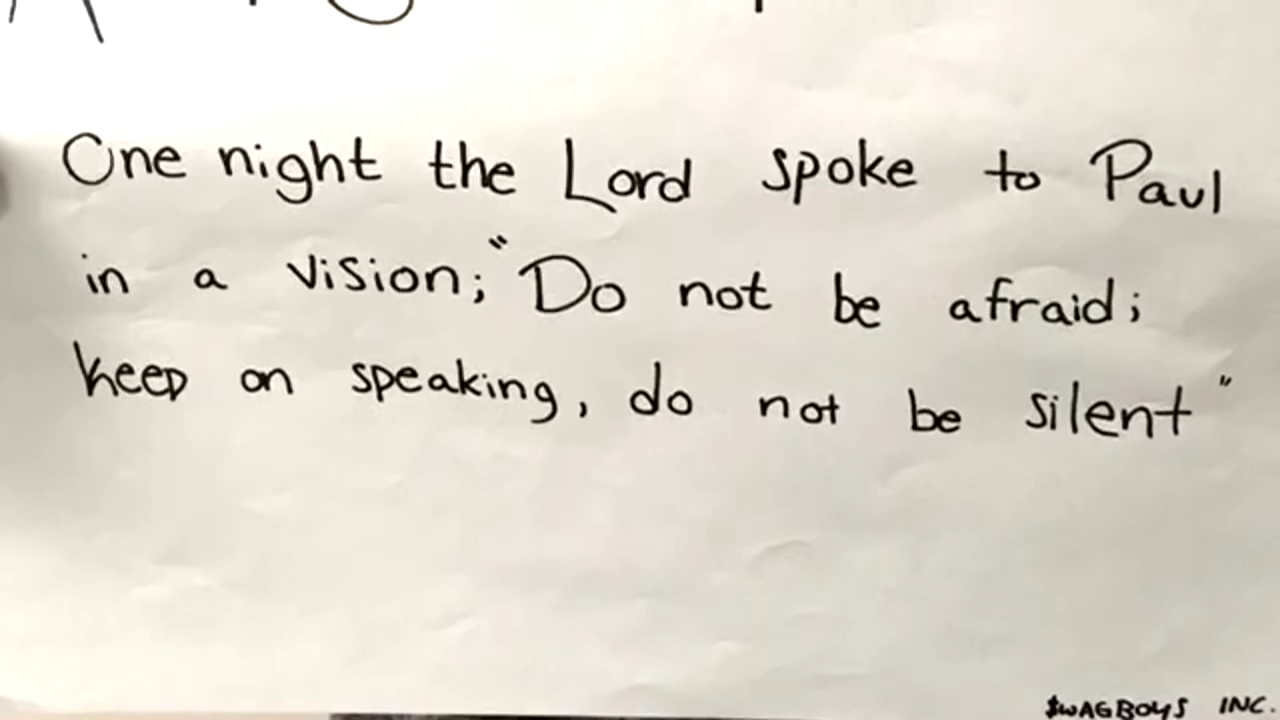 One night the Lord spoke to Paul
in a vision; "Do not be afraid;
keep on speaking, do not be silent"
$WAGBOYS INC.